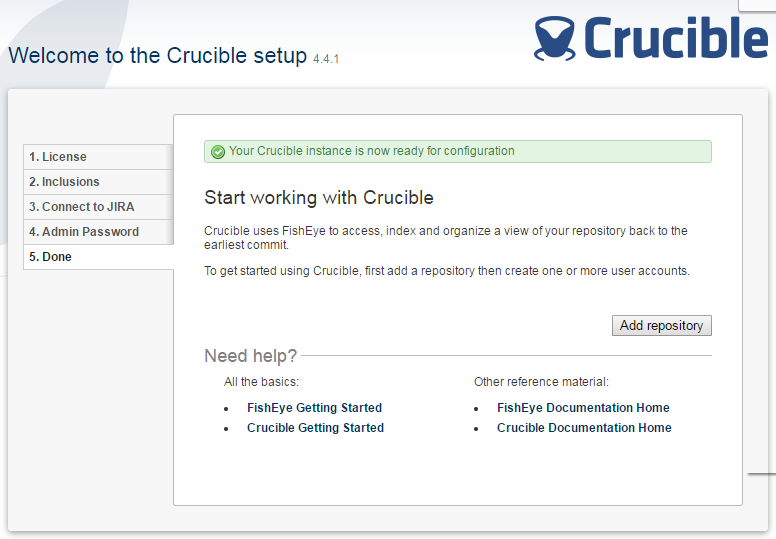 Welcome to the Crucible setup 4.4.1
Crucible
1. License
2. Inclusions
3. Connect to JIRA
4. Admin Password
5. Done
Your Crucible instance is now ready for configuration
Start working with Crucible
Crucible uses FishEye to access, index and organize a view of your repository back to the
earliest commit.
To get started using Crucible, first add a repository then create one or more user accounts.
Add repository
Need help?
All the basics:
• FishEye Getting Started
• Crucible Getting Started
Other reference material:
• FishEye Documentation Home
• Crucible Documentation Home